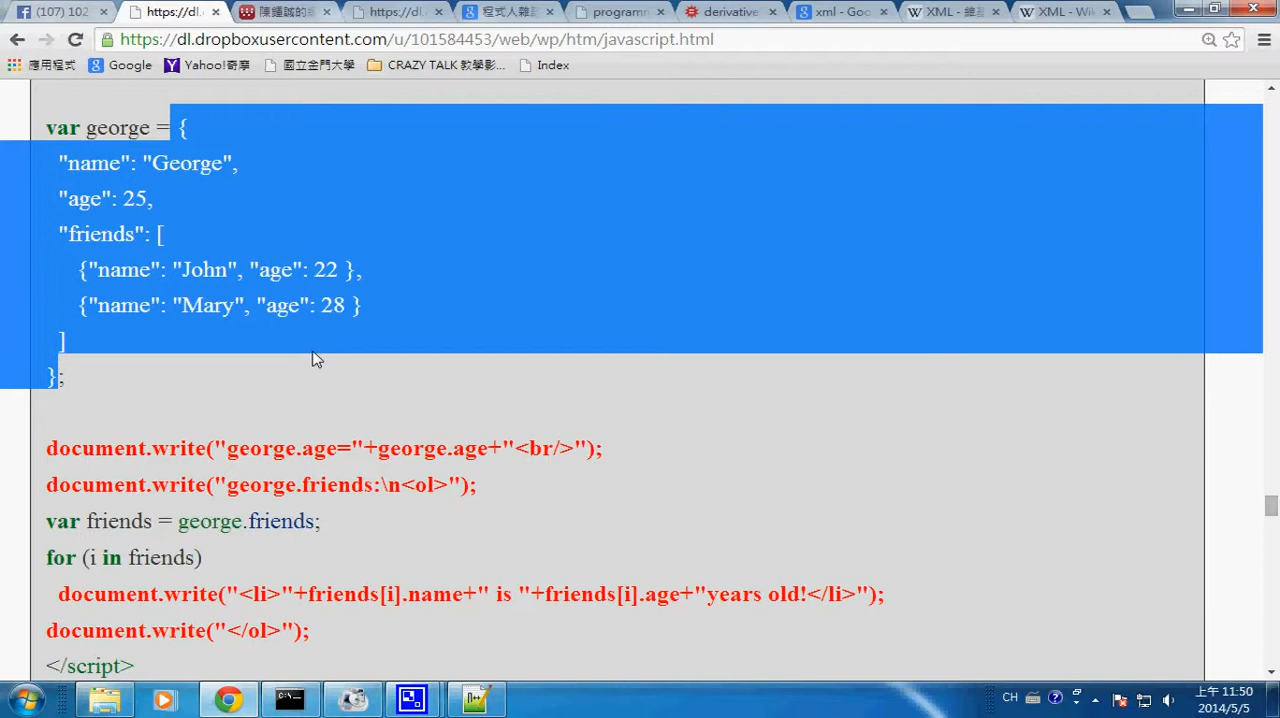 (107) 102
https://dl.c
陳鍾誠的
https://dl.
程式人雜誌
programm
derivative
xml - Goo
XML - 維
XML - Wik
https://dl.dropboxusercontent.com/u/101584453/web/wp/htm/javascript.html
應用程式
Google
Yahoo!奇摩
國立金門大學
CRAZY TALK 教學影...
Index
var george = {
"name": "George",
"age": 25,
"friends": [
{"name": "John", "age": 22 },
{"name": "Mary", "age": 28 }
]
};
document.write("george.age="+george.age+"<br/>");
document.write("george.friends:\n<ol>");
var friends = george.friends;
for (i in friends)
document.write("<li>"+friends[i].name+" is "+friends[i].age+"years old!</li>");
document.write("</ol>");
</script>
CH
上午 11:50
2014/5/5